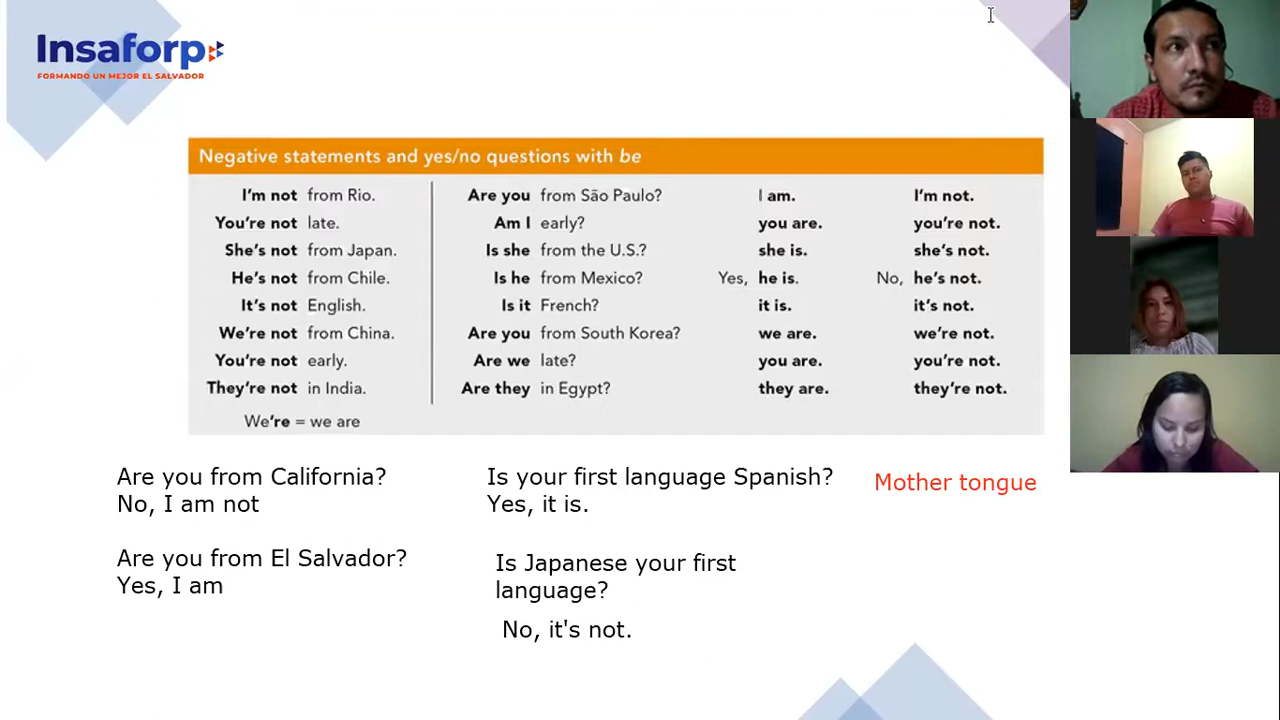 Insaforp
FORMANDO UN MEJOR EL SALVADOR
Negative statements and yes/no questions with be
I'm not from Rio. Are you from São Paulo? I am. I'm not.
You're not late. Am I early? you are. you're not.
She's not from Japan. Is she from the U.S.? she is. she's not.
He's not from Chile. Is he from Mexico? Yes, he is. No, he's not.
It's not English. Is it French? it is. it's not.
We're not from China. Are you from South Korea? we are. we're not.
You're not early. Are we late? you are. you're not.
They're not in India. Are they in Egypt? they are. they're not.
We're = we are
Are you from California?
No, I am not
Are you from El Salvador?
Yes, I am
Is your first language Spanish?
Yes, it is.
Is Japanese your first
language?
No, it's not.
Mother tongue